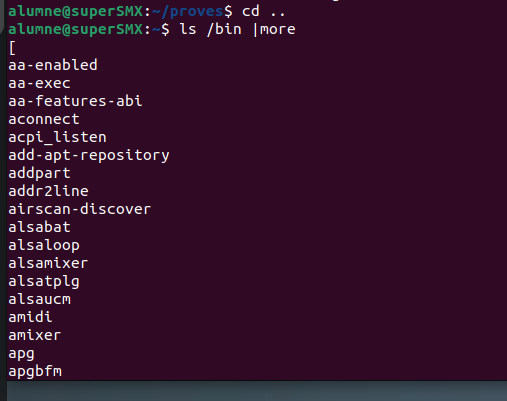 alumne@superSMX:~/proves$ cd ..
alumne@superSMX:~$ ls /bin |more
[
aa-enabled
aa-exec
aa-features-abi
aconnect
acpi_listen
add-apt-repository
addpart
addr2line
airscan-discover
alsabat
alsaloop
alsamixer
alsatplg
alsaucm
amidi
amixer
apg
apgbfm